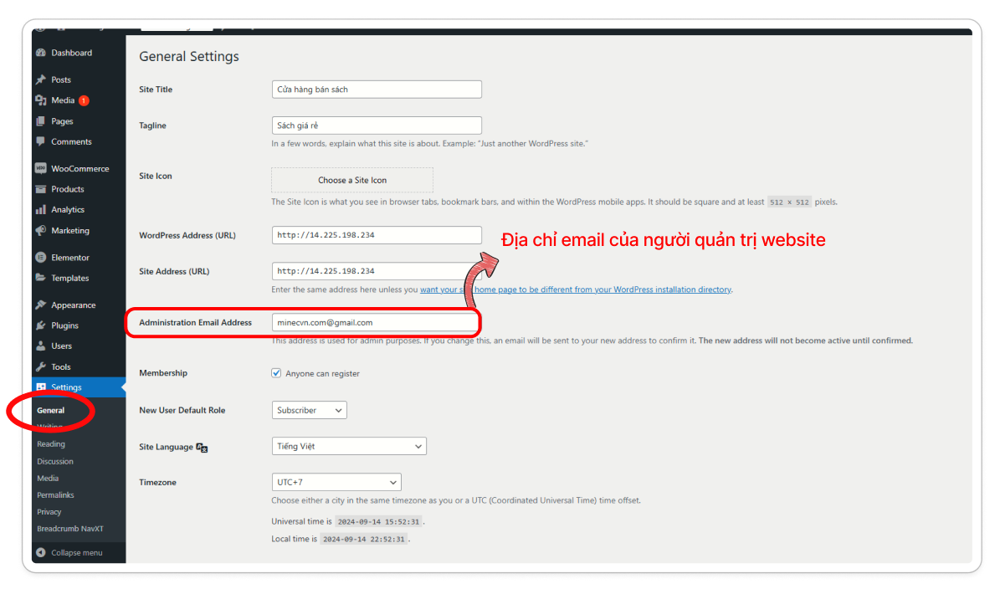 Dashboard
Posts
Media 1
Pages
Comments
WooCommerce
Products
Analytics
Marketing
Elementor
Templates
Appearance
Plugins
Users
Tools
Settings
General
Writing
Reading
Discussion
Media
Permalinks
Privacy
Breadcrumb NavXT
Collapse menu
General Settings
Site Title
Cửa hàng bán sách
Tagline
Sách giá rẻ
In a few words, explain what this site is about. Example: "Just another WordPress site."
Site Icon
Choose a Site Icon
The Site Icon is what you see in browser tabs, bookmark bars, and within the WordPress mobile apps. It should be square and at least 512 × 512 pixels.
WordPress Address (URL)
http://14.225.198.234
Địa chỉ email của người quản trị website
Site Address (URL)
http://14.225.198.234
Enter the same address here unless you want your home page to be different from your WordPress installation directory.
Administration Email Address
minecvn.com@gmail.com
This address is used for admin purposes. If you change this, an email will be sent to your new address to confirm it. The new address will not become active until confirmed.
Membership
Anyone can register
New User Default Role
Subscriber
Site Language
Tiếng Việt
Timezone
UTC+7
Choose either a city in the same timezone as you or a UTC (Coordinated Universal Time) time offset.
Universal time is 2024-09-14 15:52:31 .
Local time is 2024-09-14 22:52:31 .